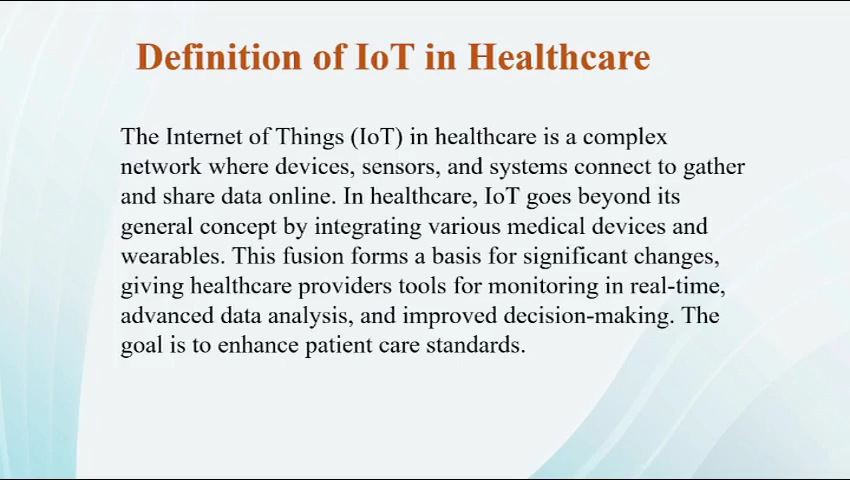 Definition of IoT in Healthcare
The Internet of Things (IoT) in healthcare is a complex
network where devices, sensors, and systems connect to gather
and share data online. In healthcare, IoT goes beyond its
general concept by integrating various medical devices and
wearables. This fusion forms a basis for significant changes,
giving healthcare providers tools for monitoring in real-time,
advanced data analysis, and improved decision-making. The
goal is to enhance patient care standards.